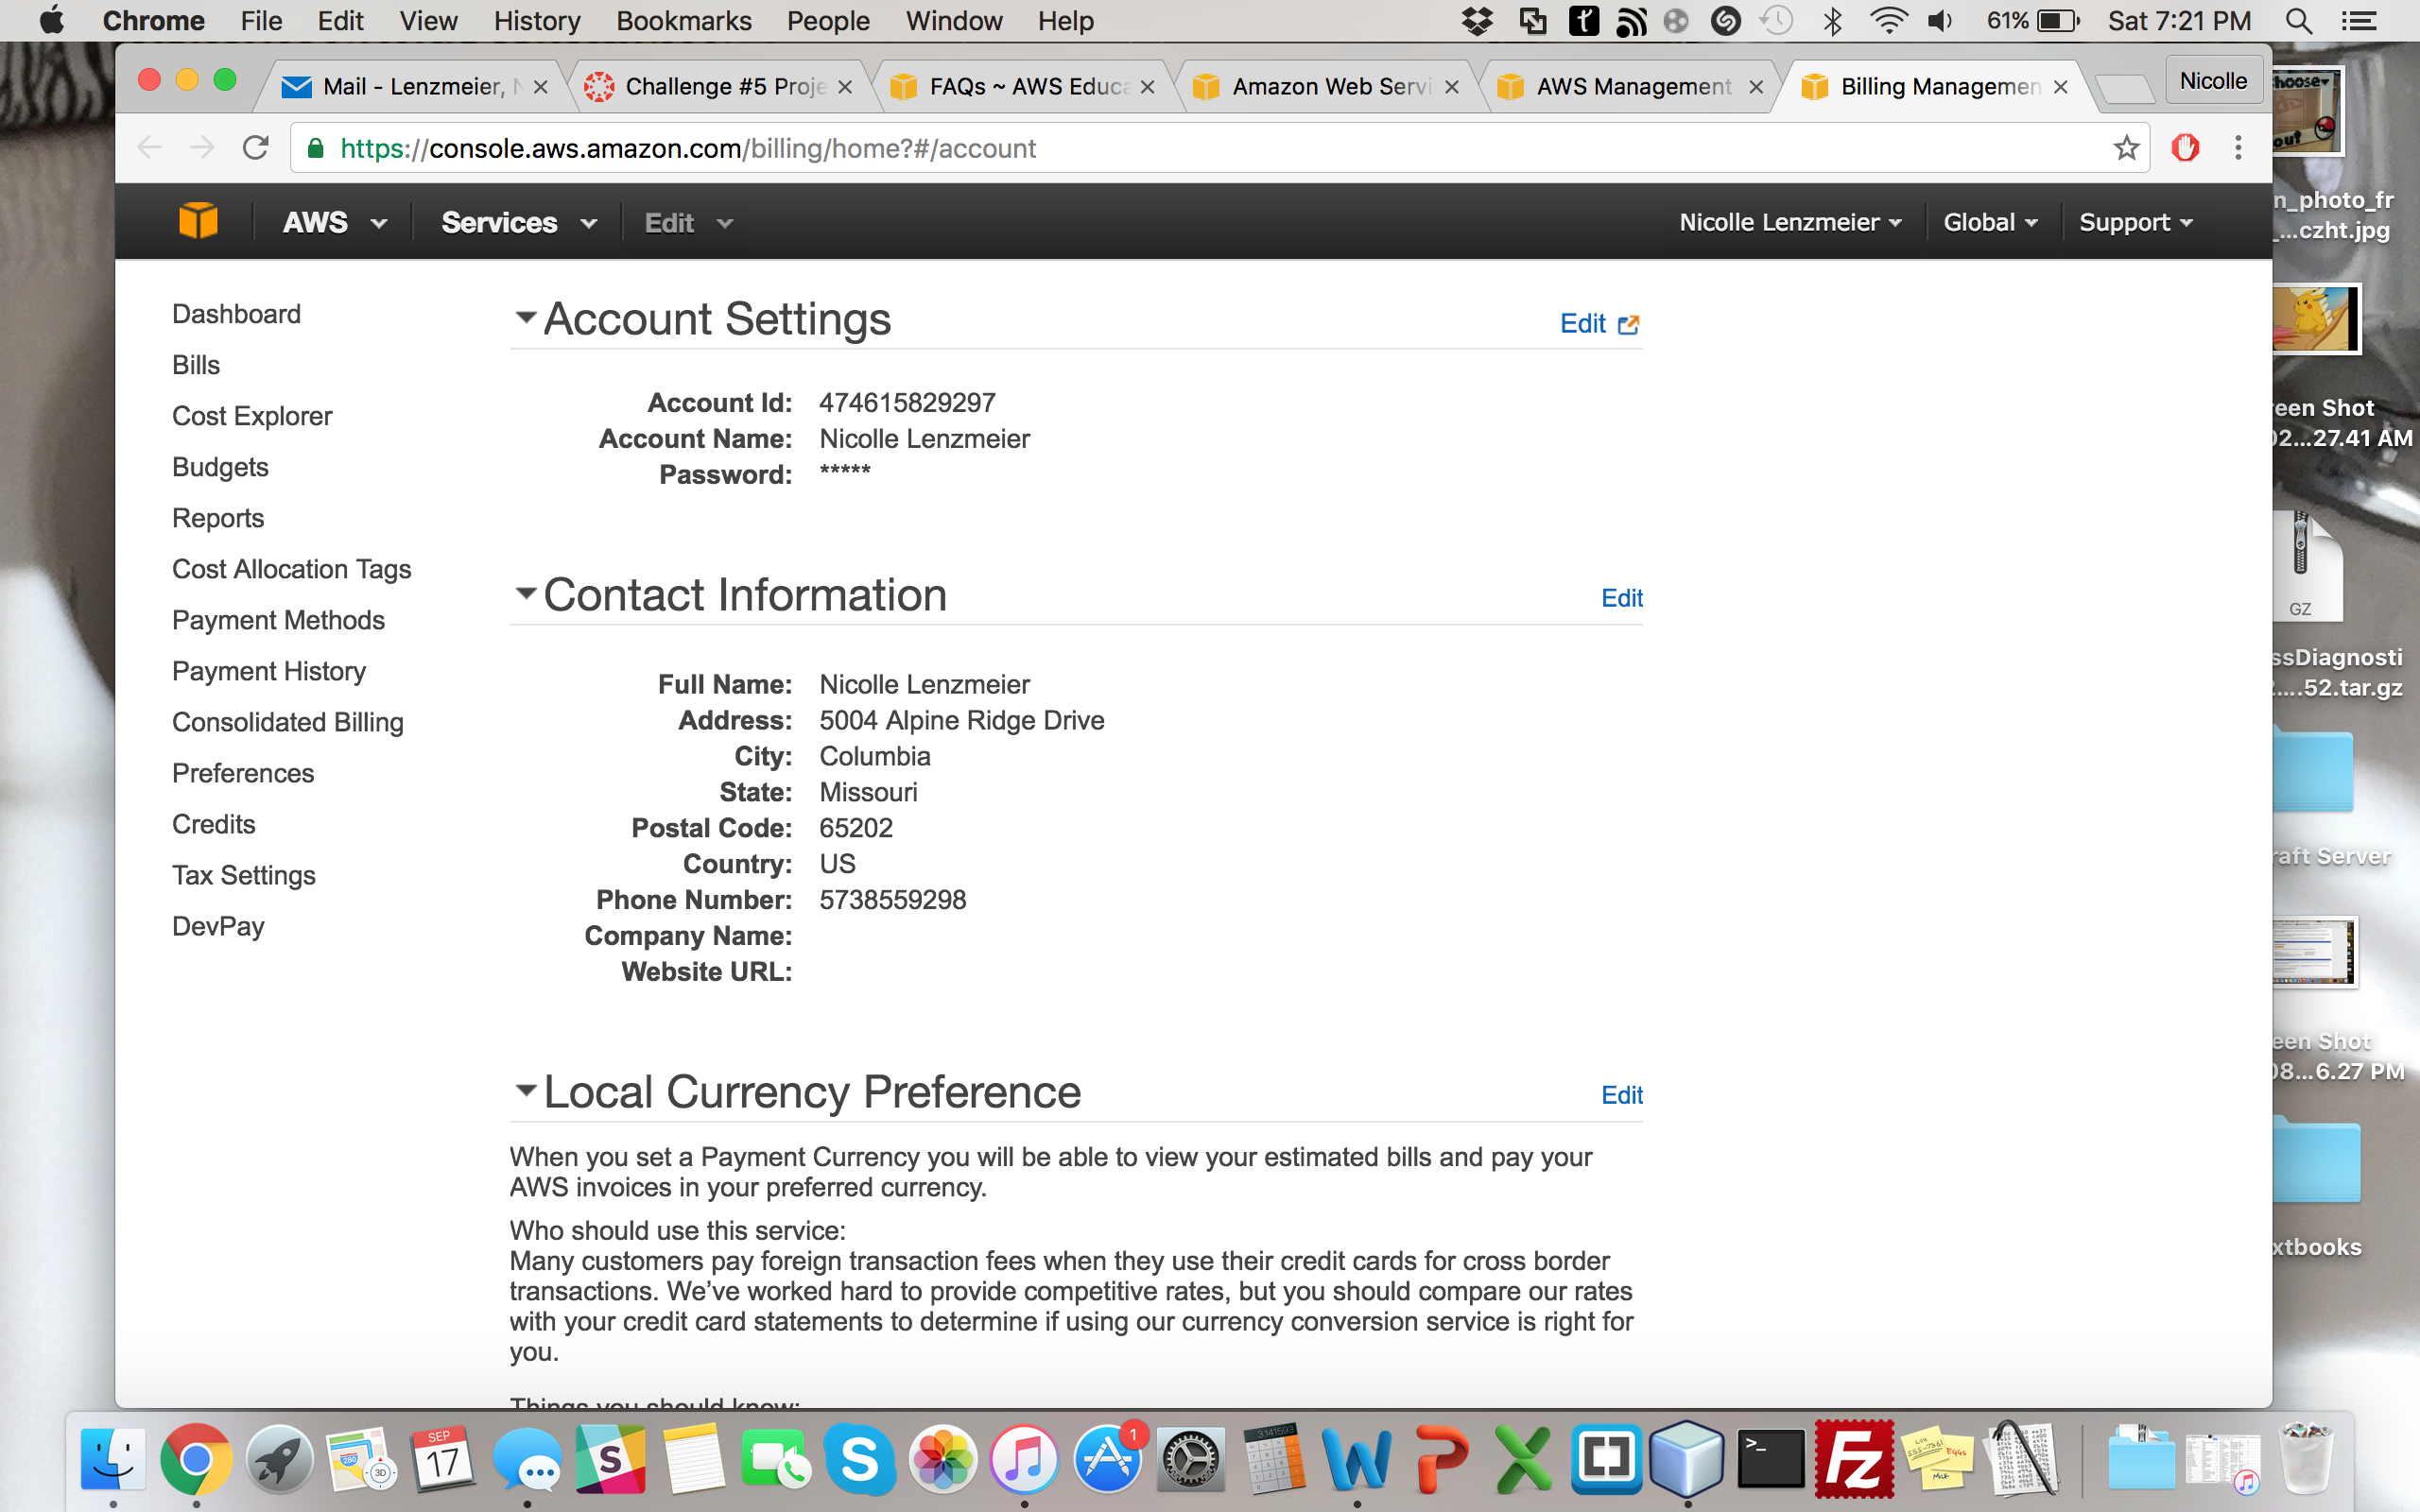 Chrome File Edit View History Bookmarks People Window Help 61% Sat 7:21 PM
Mail - Lenzmeier, N Challenge #5 Proje FAQs ~ AWS Educa Amazon Web Servi AWS Management Billing Managemen Nicolle
https://console.aws.amazon.com/billing/home?#/account
AWS Services Edit Nicolle Lenzmeier Global Support
Dashboard
Bills
Cost Explorer
Budgets
Reports
Cost Allocation Tags
Payment Methods
Payment History
Consolidated Billing
Preferences
Credits
Tax Settings
DevPay
Account Settings Edit
Account Id: 474615829297
Account Name: Nicolle Lenzmeier
Password: *****
Contact Information Edit
Full Name: Nicolle Lenzmeier
Address: 5004 Alpine Ridge Drive
City: Columbia
State: Missouri
Postal Code: 65202
Country: US
Phone Number: 5738559298
Company Name:
Website URL:
Local Currency Preference Edit
When you set a Payment Currency you will be able to view your estimated bills and pay your
AWS invoices in your preferred currency.
Who should use this service:
Many customers pay foreign transaction fees when they use their credit cards for cross border
transactions. We've worked hard to provide competitive rates, but you should compare our rates
with your credit card statements to determine if using our currency conversion service is right for
you.
Things you should know:
n_photo_fr
...czht.jpg
reen Shot
02...27.41 AM
GZ
ssDiagnosti
....52.tar.gz
raft Server
een Shot
08...6.27 PM
xtbooks
SEP
17
1